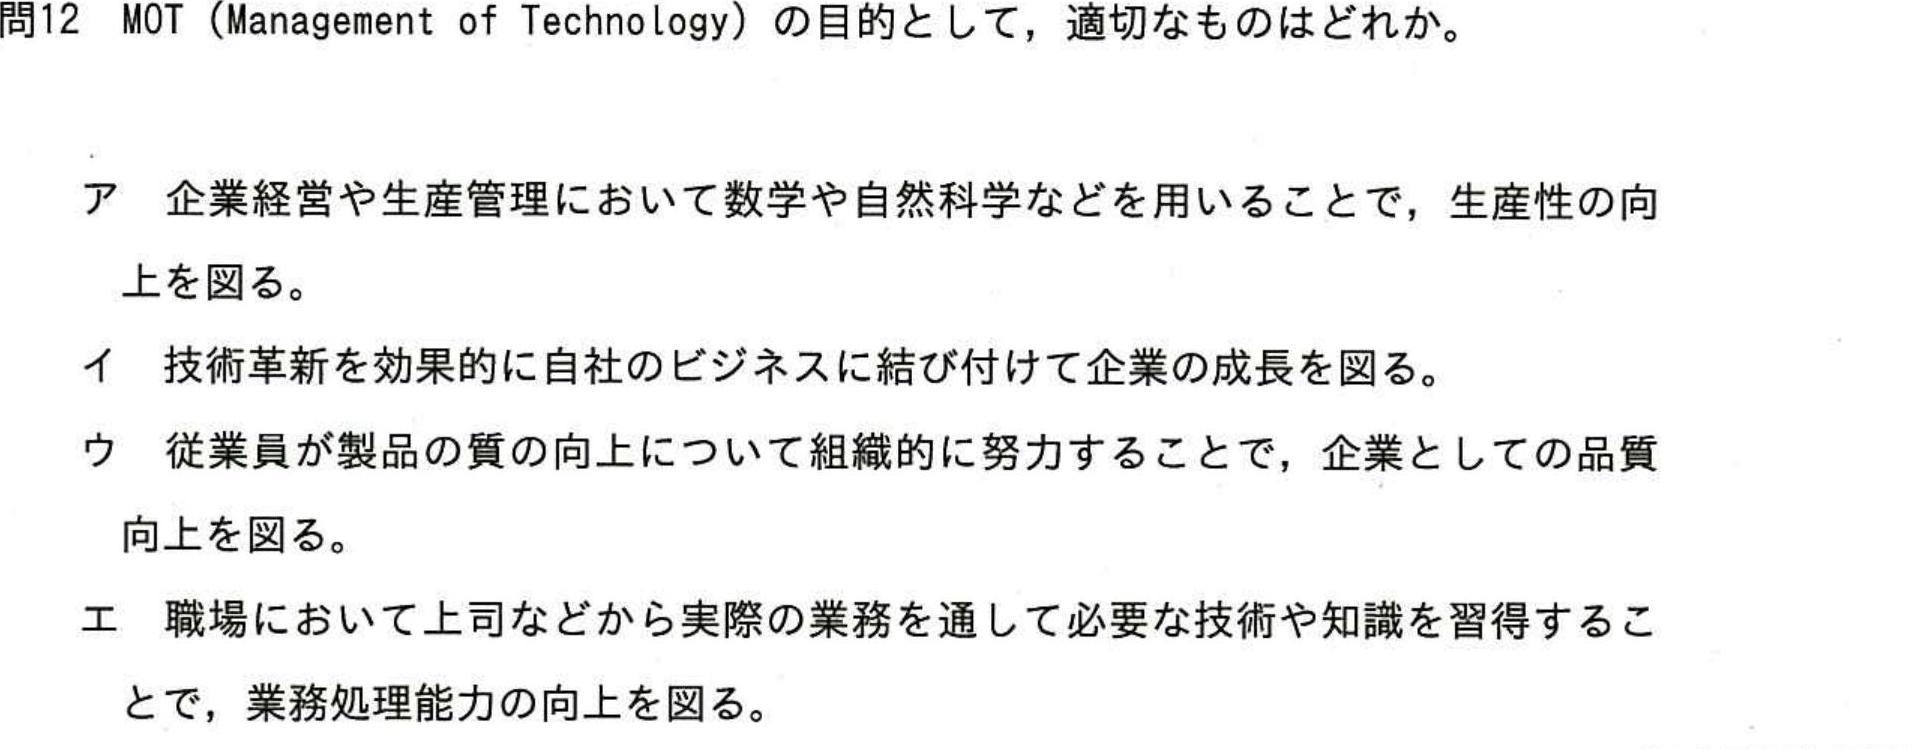 問12 MOT (Management of Technology) の目的として，適切なものはどれか。
ア 企業経営や生産管理において数学や自然科学などを用いることで，生産性の向
上を図る。
イ 技術革新を効果的に自社のビジネスに結び付けて企業の成長を図る。
ウ 従業員が製品の質の向上について組織的に努力することで，企業としての品質
向上を図る。
エ 職場において上司などから実際の業務を通して必要な技術や知識を習得するこ
とで，業務処理能力の向上を図る。